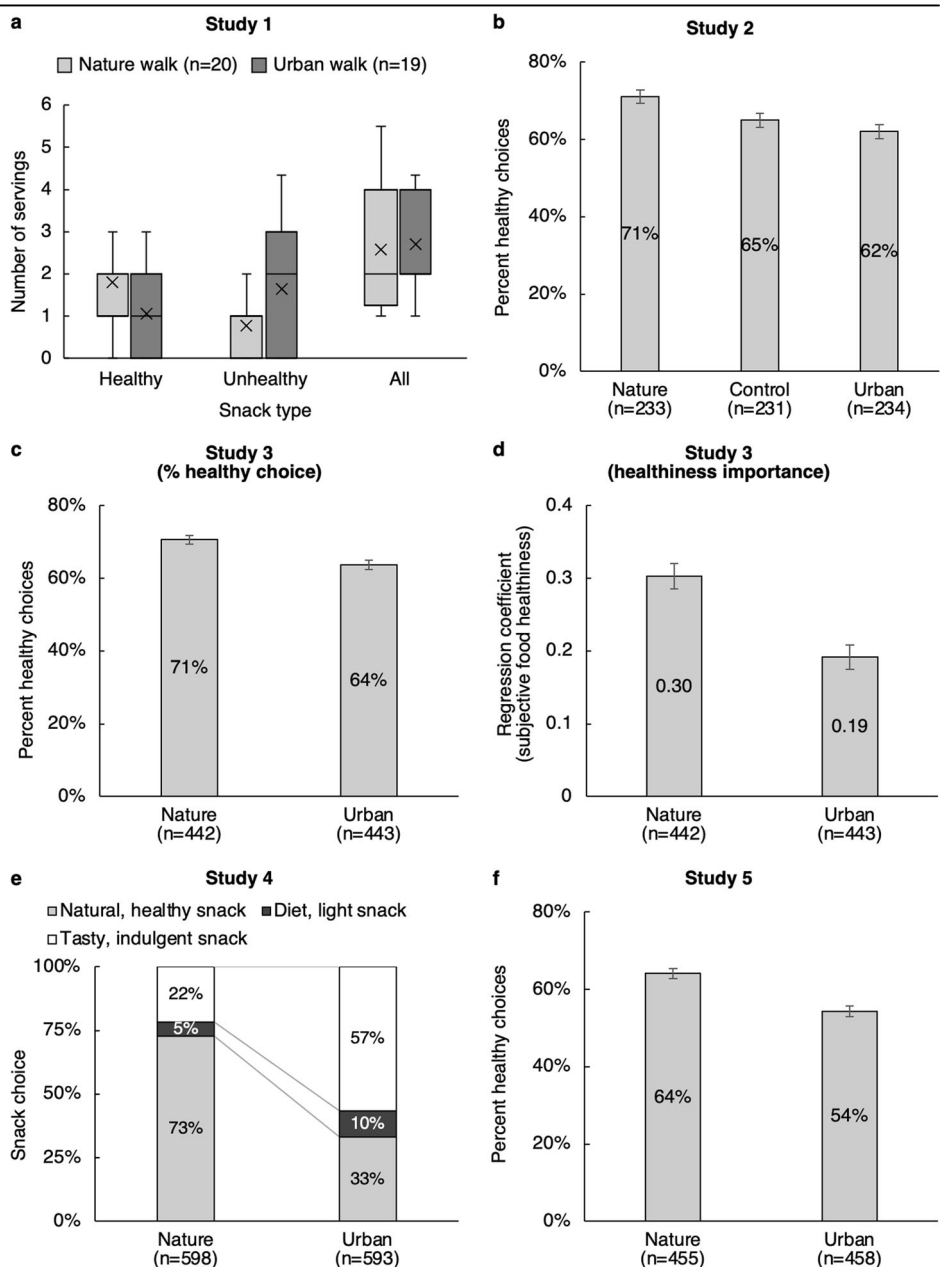 a
Study 1
Nature walk (n=20) Urban walk (n=19)
Number of servings
6
5
4
3
2
1
0
Healthy Unhealthy All
Snack type
b
Study 2
Percent healthy choices
80%
60%
40%
20%
0%
71%
65%
62%
Nature Control Urban
(n=233) (n=231) (n=234)
c
Study 3
(% healthy choice)
Percent healthy choices
80%
60%
40%
20%
0%
71%
64%
Nature Urban
(n=442) (n=443)
d
Study 3
(healthiness importance)
Regression coefficient
(subjective food healthiness)
0.4
0.3
0.2
0.1
0
0.30
0.19
Nature Urban
(n=442) (n=443)
e
Study 4
Natural, healthy snack Diet, light snack
Tasty, indulgent snack
Snack choice
100%
75%
50%
25%
0%
22%
5%
73%
57%
10%
33%
Nature Urban
(n=598) (n=593)
f
Study 5
Percent healthy choices
80%
60%
40%
20%
0%
64%
54%
Nature Urban
(n=455) (n=458)